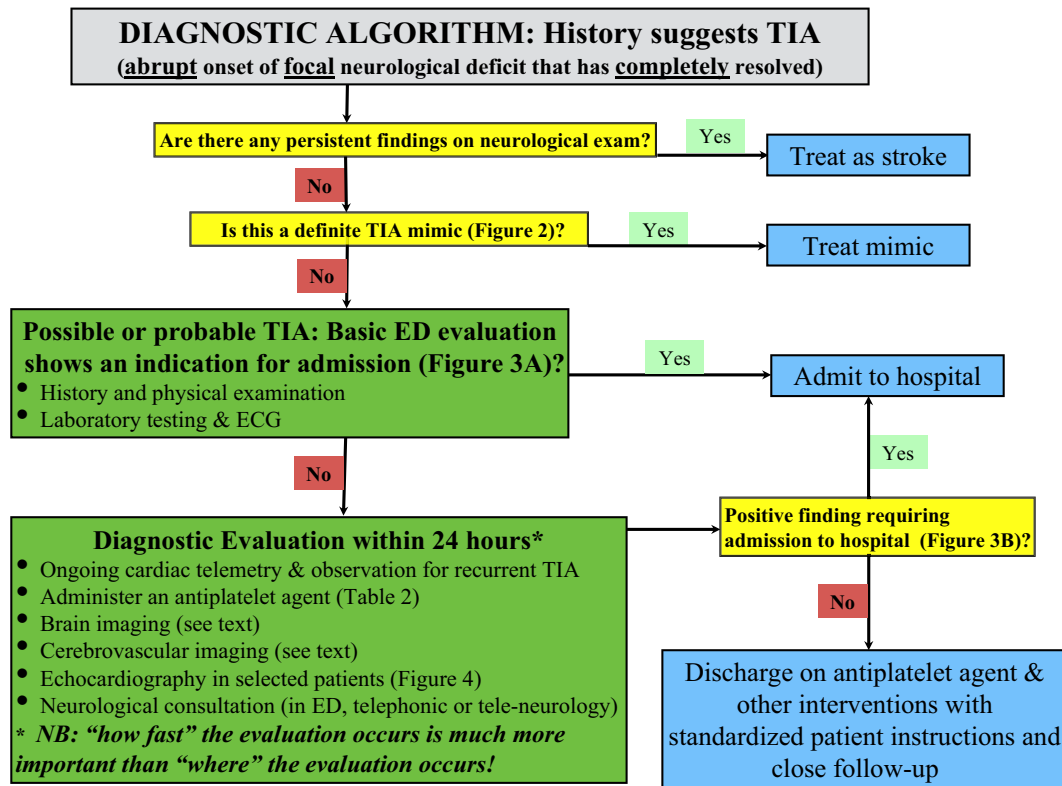 DIAGNOSTIC ALGORITHM: History suggests TIA
(abrupt onset of focal neurological deficit that has completely resolved)
Are there any persistent findings on neurological exam?
Yes
Treat as stroke
No
Is this a definite TIA mimic (Figure 2)?
Yes
Treat mimic
No
Possible or probable TIA: Basic ED evaluation
shows an indication for admission (Figure 3A)?
• History and physical examination
• Laboratory testing & ECG
Yes
Admit to hospital
No
Yes
Diagnostic Evaluation within 24 hours*
• Ongoing cardiac telemetry & observation for recurrent TIA
• Administer an antiplatelet agent (Table 2)
• Brain imaging (see text)
• Cerebrovascular imaging (see text)
• Echocardiography in selected patients (Figure 4)
• Neurological consultation (in ED, telephonic or tele-neurology)
* NB: “how fast” the evaluation occurs is much more
important than “where” the evaluation occurs!
Positive finding requiring
admission to hospital (Figure 3B)?
No
Discharge on antiplatelet agent &
other interventions with
standardized patient instructions and
close follow-up